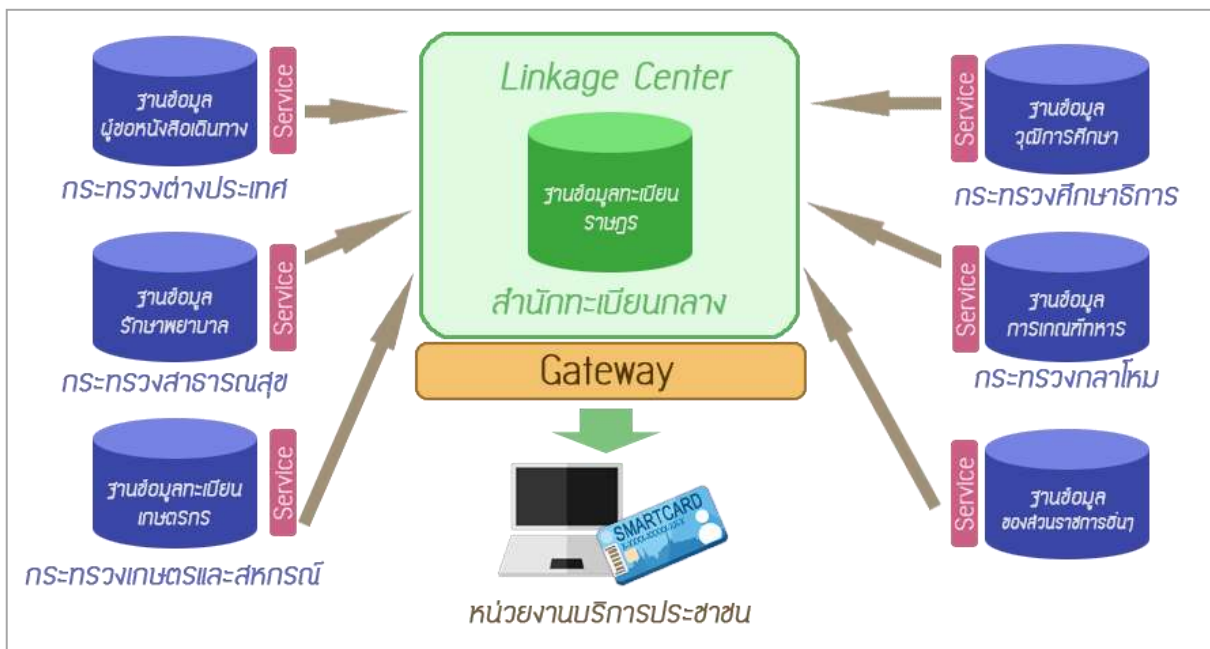 Linkage Center
ฐานข้อมูลทะเบียน
ราษฎร
สำนักทะเบียนกลาง
Gateway
ฐานข้อมูล
ผู้ขอหนังสือเดินทาง
Service
กระทรวงต่างประเทศ
ฐานข้อมูล
รักษาพยาบาล
Service
กระทรวงสาธารณสุข
ฐานข้อมูลทะเบียน
เกษตรกร
Service
กระทรวงเกษตรและสหกรณ์
Service
ฐานข้อมูล
วุฒิการศึกษา
กระทรวงศึกษาธิการ
Service
ฐานข้อมูล
การเกณฑ์ทหาร
กระทรวงกลาโหม
Service
ฐานข้อมูล
ของส่วนราชการอื่นๆ
SMARTCARD
หน่วยงานบริการประชาชน